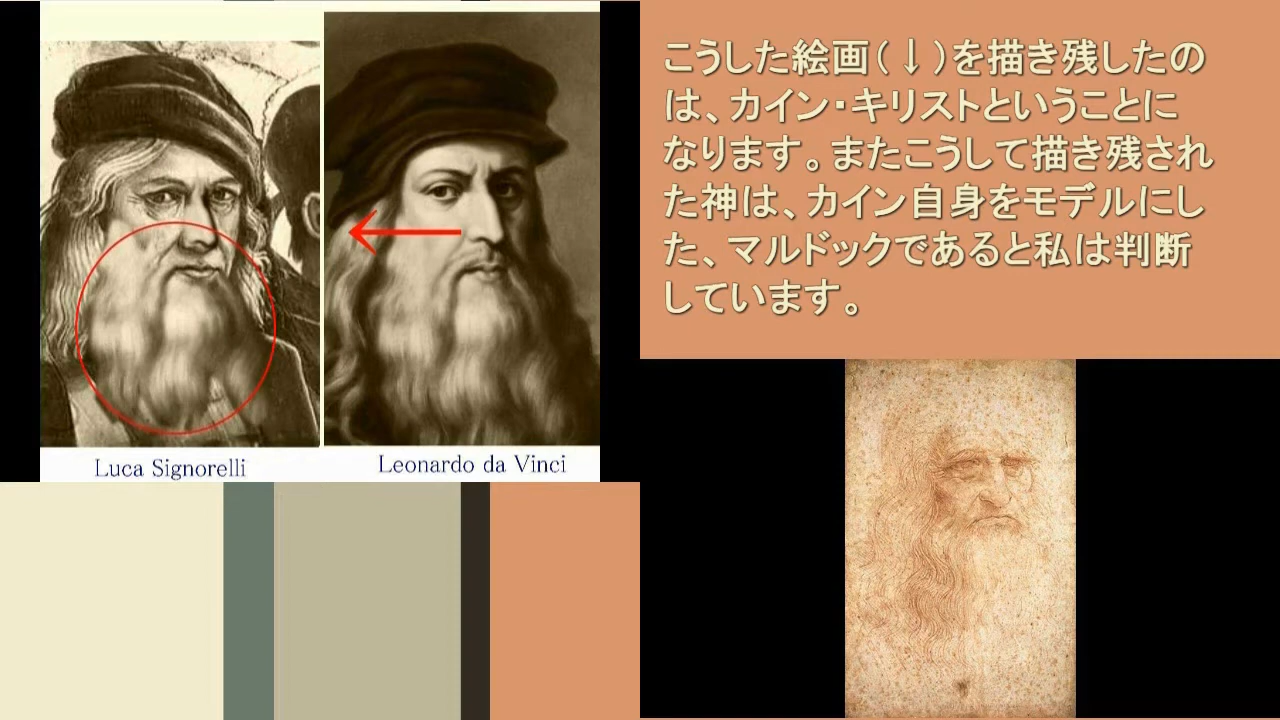 Luca Signorelli
Leonardo da Vinci
こうした絵画(↓)を描き残したの
は、カイン・キリストということに
なります。またこうして描き残され
た神は、カイン自身をモデルにし
た、マルドックであると私は判断
しています。